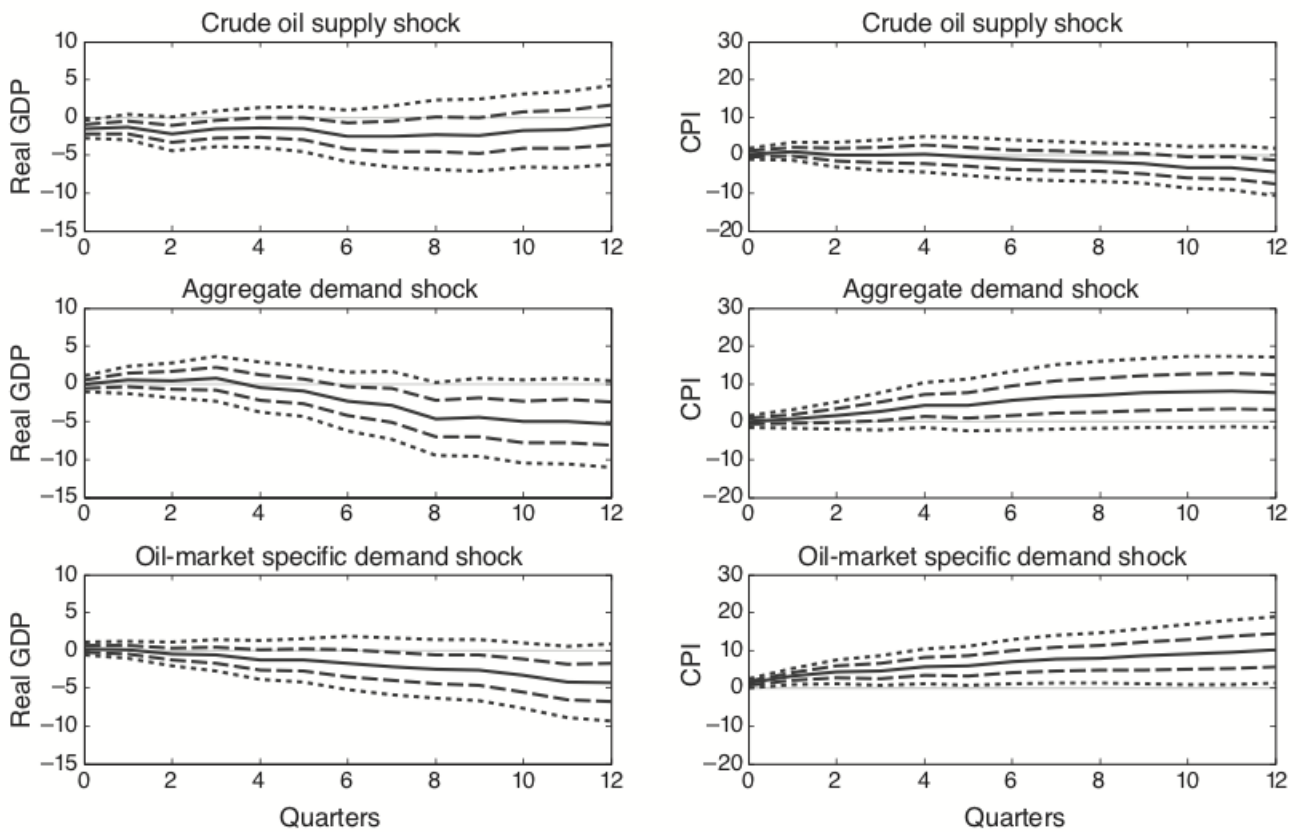 Crude oil supply shock
10
5
0
−5
−10
−15
Real GDP
0 2 4 6 8 10 12
Crude oil supply shock
30
20
10
0
−10
−20
CPI
0 2 4 6 8 10 12
Aggregate demand shock
10
5
0
−5
−10
−15
Real GDP
0 2 4 6 8 10 12
Aggregate demand shock
30
20
10
0
−10
−20
CPI
0 2 4 6 8 10 12
Oil-market specific demand shock
10
5
0
−5
−10
−15
Real GDP
0 2 4 6 8 10 12
Quarters
Oil-market specific demand shock
30
20
10
0
−10
−20
CPI
0 2 4 6 8 10 12
Quarters